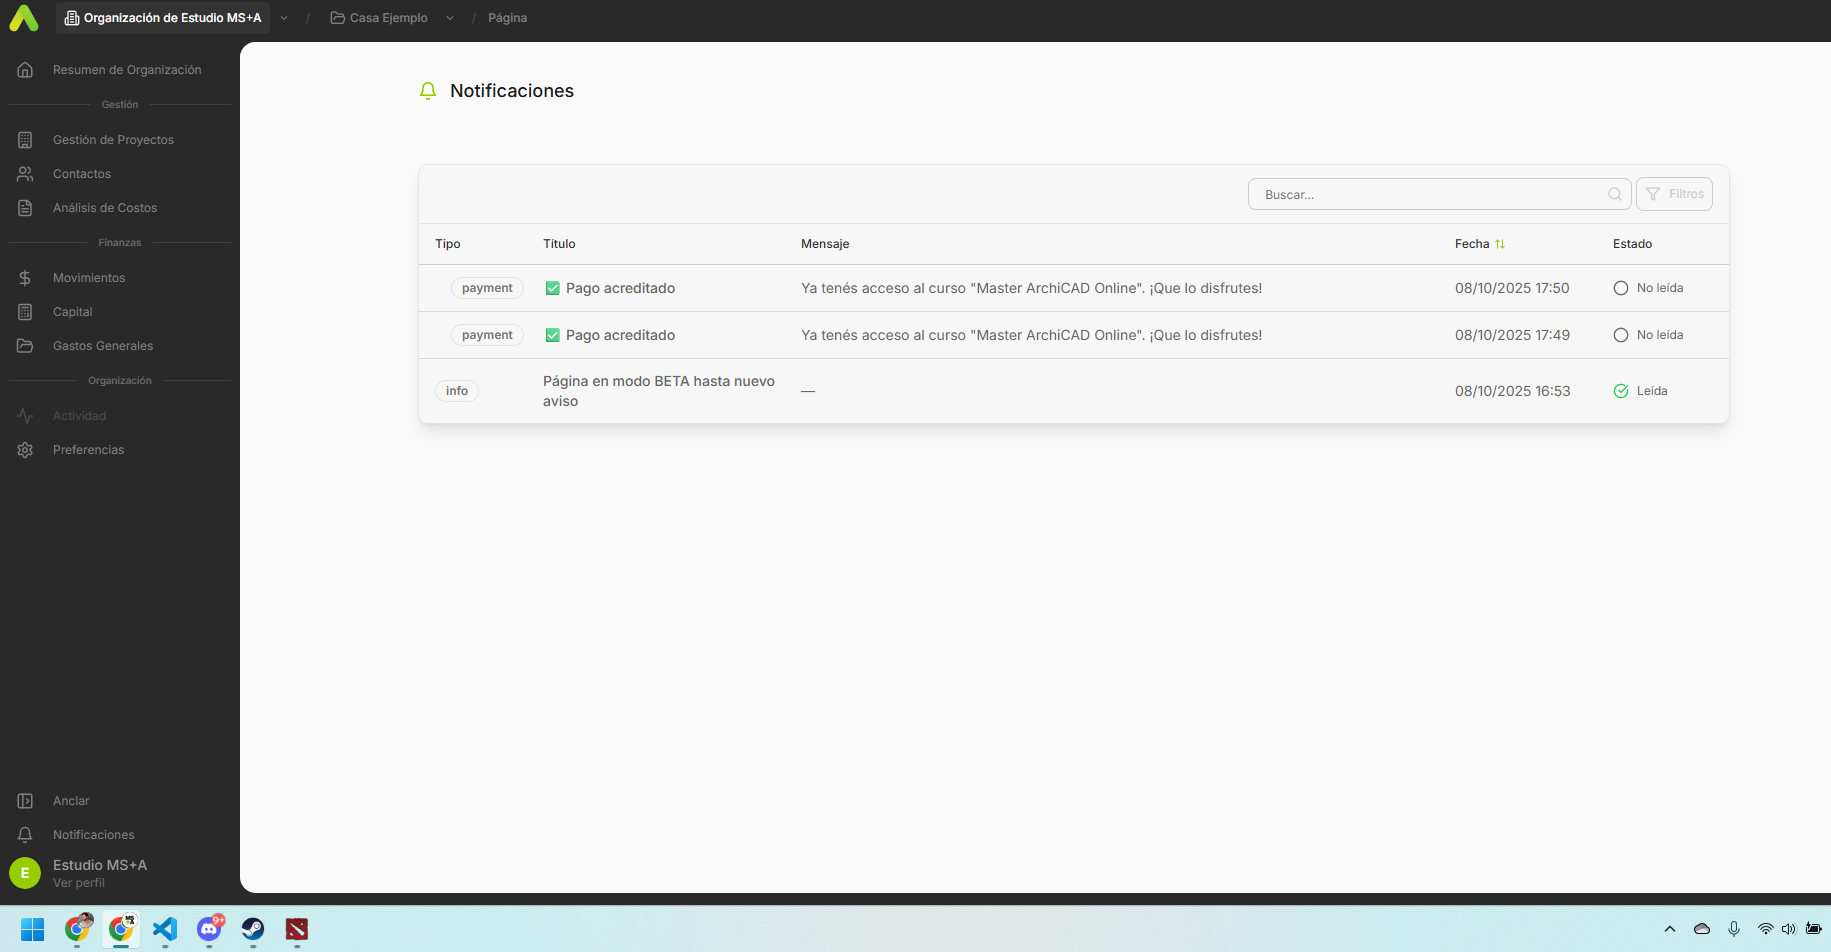 Organización de Estudio MS+A / Casa Ejemplo / Página
Resumen de Organización
Gestión
Gestión de Proyectos
Contactos
Análisis de Costos
Finanzas
Movimientos
Capital
Gastos Generales
Organización
Actividad
Preferencias
Anclar
Notificaciones
E
Estudio MS+A
Ver perfil
Notificaciones
Buscar...
Filtros
Tipo Título Mensaje Fecha Estado
payment ✅ Pago acreditado Ya tenés acceso al curso "Master ArchiCAD Online". ¡Que lo disfrutes! 08/10/2025 17:50 No leída
payment ✅ Pago acreditado Ya tenés acceso al curso "Master ArchiCAD Online". ¡Que lo disfrutes! 08/10/2025 17:49 No leída
info Página en modo BETA hasta nuevo — 08/10/2025 16:53 Leída
aviso
9+